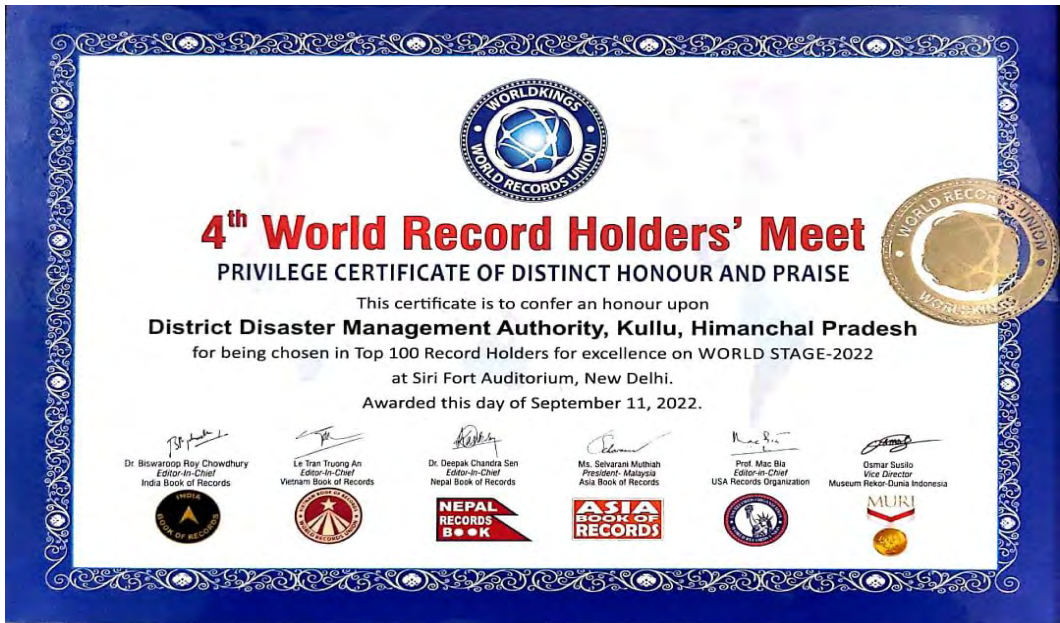 WORLDKINGS
WORLD RECORDS UNION
4th World Record Holders' Meet
PRIVILEGE CERTIFICATE OF DISTINCT HONOUR AND PRAISE
This certificate is to confer an honour upon
District Disaster Management Authority, Kullu, Himanchal Pradesh
for being chosen in Top 100 Record Holders for excellence on WORLD STAGE-2022
at Siri Fort Auditorium, New Delhi.
Awarded this day of September 11, 2022.
WORLD RECORDS UNION
WORLDKINGS
Dr. Biswaroop Roy Chowdhury
Editor-In-Chief
India Book of Records
Le Tran Truong An
Editor-In-Chief
Vietnam Book of Records
Dr. Deepak Chandra Sen
Editor-In-Chief
Nepal Book of Records
Ms. Selvarani Muthiah
President- Malaysia
Asia Book of Records
Prof. Mac Bia
Editor-in-Chief
USA Records Organization
Osmar Susilo
Vice Director
Museum Rekor-Dunia Indonesia
INDIA
BOOK OF RECORDS
VIETNAM BOOK OF RECORDS
WORLD RECORDS UNION
NEPAL
RECORDS
BOOK
ASIA
BOOK OF
RECORDS
MURI